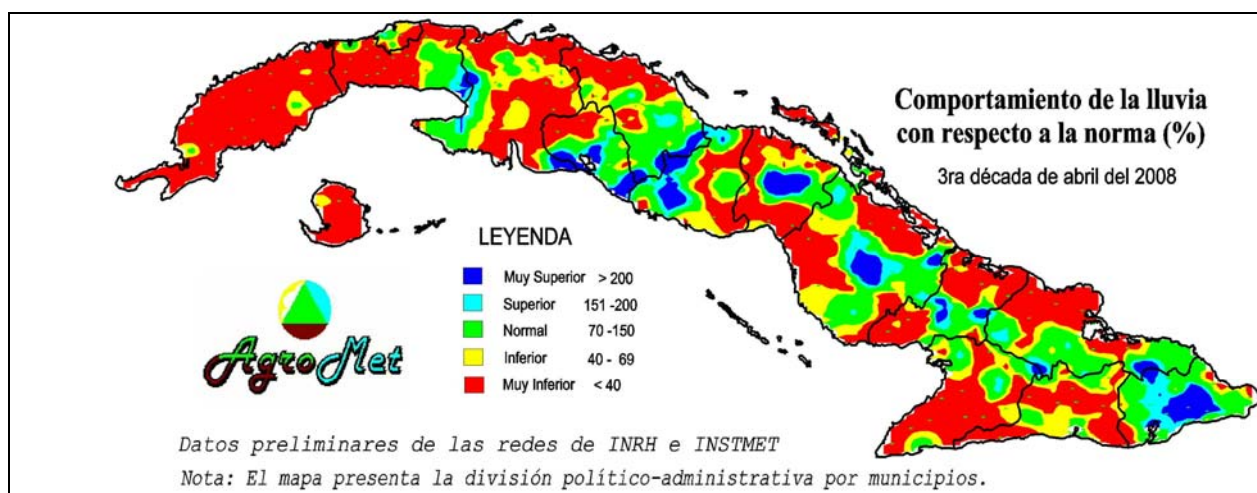 Comportamiento de la lluvia
con respecto a la norma (%)
3ra década de abril del 2008
LEYENDA
Muy Superior > 200
Superior 151 -200
Normal 70 -150
Inferior 40 - 69
Muy Inferior < 40
AgroMet
Datos preliminares de las redes de INRH e INSTMET
Nota: El mapa presenta la división político-administrativa por municipios.